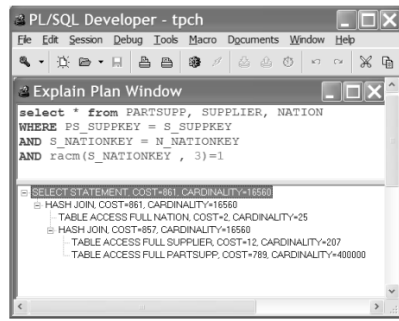 PL/SQL Developer - tpch
File Edit Session Debug Tools Macro Documents Window Help
Explain Plan Window
select * from PARTSUPP, SUPPLIER, NATION
WHERE PS_SUPPKEY = S_SUPPKEY
AND S_NATIONKEY = N_NATIONKEY
AND racm(S_NATIONKEY , 3)=1
SELECT STATEMENT, COST=861, CARDINALITY=16560
HASH JOIN, COST=861, CARDINALITY=16560
TABLE ACCESS FULL NATION, COST=2, CARDINALITY=25
HASH JOIN, COST=857, CARDINALITY=16560
TABLE ACCESS FULL SUPPLIER, COST=12, CARDINALITY=207
TABLE ACCESS FULL PARTSUPP, COST=789, CARDINALITY=400000